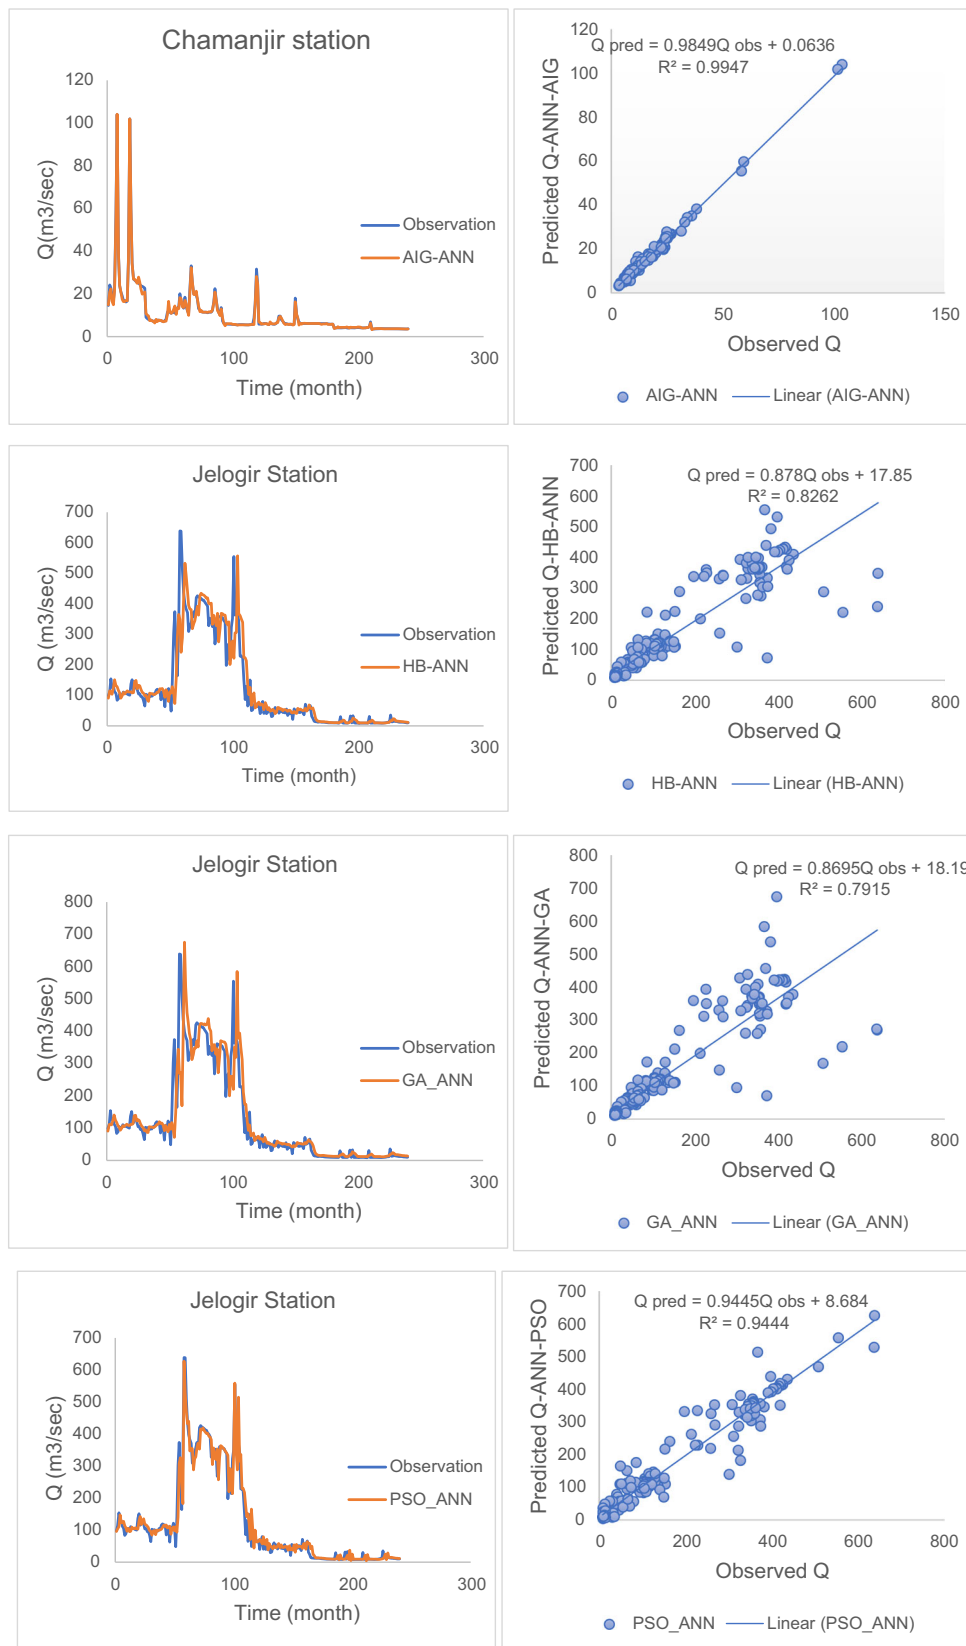 Chamanjir station
120
100
80
60
40
20
0
Q(m3/sec)
Observation
AIG-ANN
0
100
200
300
Time (month)
120
100
80
60
40
20
0
Predicted Q-ANN-AIG
Q pred = 0.9849Q obs + 0.0636
R² = 0.9947
0
50
100
150
Observed Q
AIG-ANN
Linear (AIG-ANN)
Jelogir Station
700
600
500
400
300
200
100
0
Q (m3/sec)
Observation
HB-ANN
0
100
200
300
Time (month)
700
600
500
400
300
200
100
0
Predicted Q-HB-ANN
Q pred = 0.878Q obs + 17.85
R² = 0.8262
0
200
400
600
800
Observed Q
HB-ANN
Linear (HB-ANN)
Jelogir Station
800
700
600
500
400
300
200
100
0
Q (m3/sec)
Observation
GA_ANN
0
100
200
300
Time (month)
800
700
600
500
400
300
200
100
0
Predicted Q-ANN-GA
Q pred = 0.8695Q obs + 18.19
R² = 0.7915
0
200
400
600
800
Observed Q
GA_ANN
Linear (GA_ANN)
Jelogir Station
700
600
500
400
300
200
100
0
Q (m3/sec)
Observation
PSO_ANN
0
100
200
300
Time (month)
700
600
500
400
300
200
100
0
Predicted Q-ANN-PSO
Q pred = 0.9445Q obs + 8.684
R² = 0.9444
0
200
400
600
800
Observed Q
PSO_ANN
Linear (PSO_ANN)